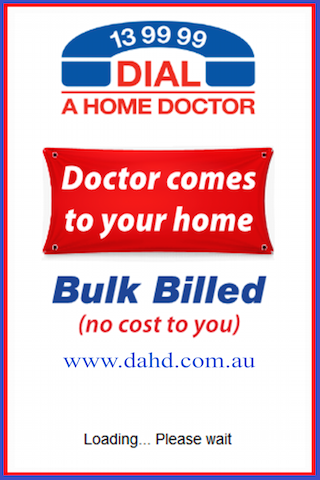 13 99 99
DIAL
A HOME DOCTOR
Doctor comes
to your home
Bulk Billed
(no cost to you)
www.dahd.com.au
Loading... Please wait